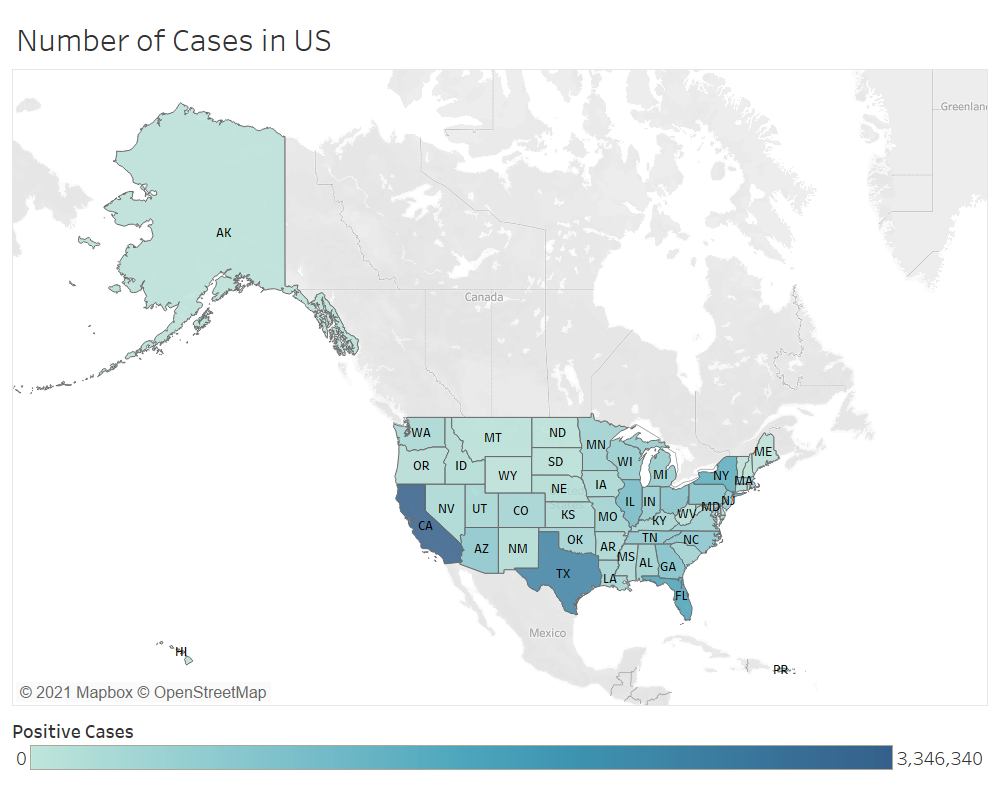 Number of Cases in US
Greenlan
AK
Canada
WA
MT
ND
MN
OR
ID
SD
WI
MI
ME
WY
NE
IA
NY
MA
NV
UT
CO
KS
MO
IL
IN
KY
WV
MD
NJ
CA
AZ
NM
OK
AR
TN
NC
TX
LA
MS
AL
GA
FL
Mexico
HI
PR
© 2021 Mapbox © OpenStreetMap
Positive Cases
0
3,346,340